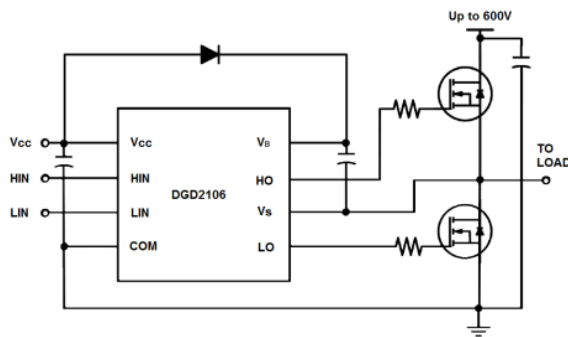 Up to 600V
Vcc
Vcc
VB
HIN
HIN
DGD2106
HO
TO
LOAD
LIN
LIN
Vs
COM
LO